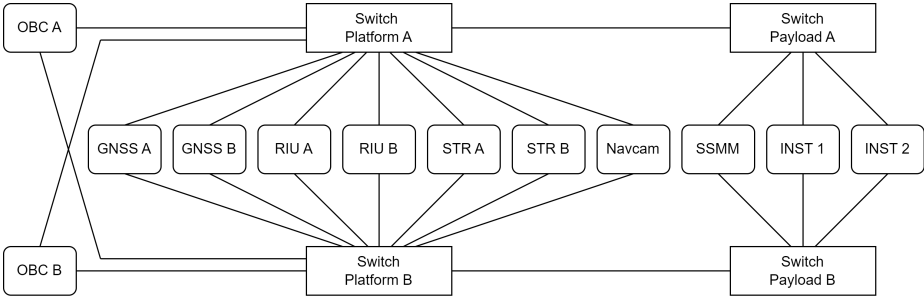 OBC A
Switch
Platform A
Switch
Payload A
GNSS A
GNSS B
RIU A
RIU B
STR A
STR B
Navcam
SSMM
INST 1
INST 2
OBC B
Switch
Platform B
Switch
Payload B